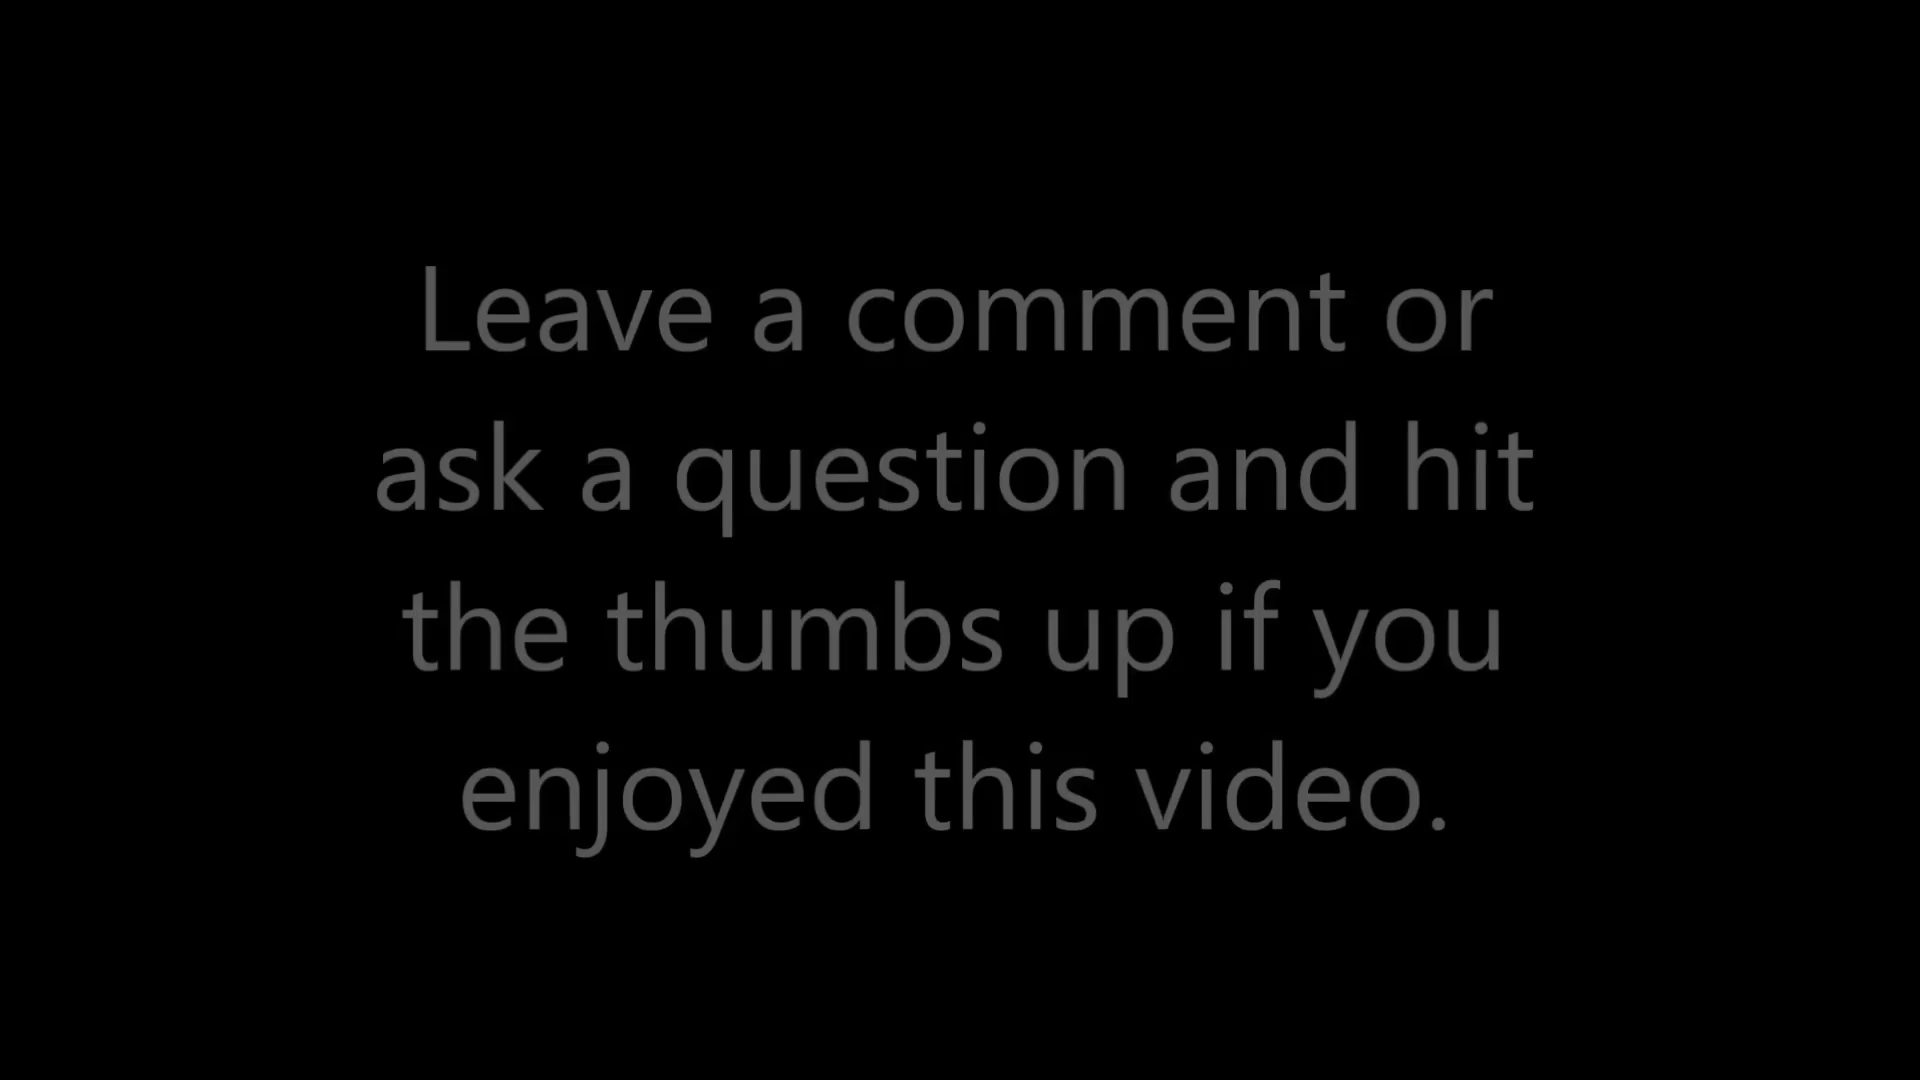 Leave a comment or
ask a question and hit
the thumbs up if you
enjoyed this video.